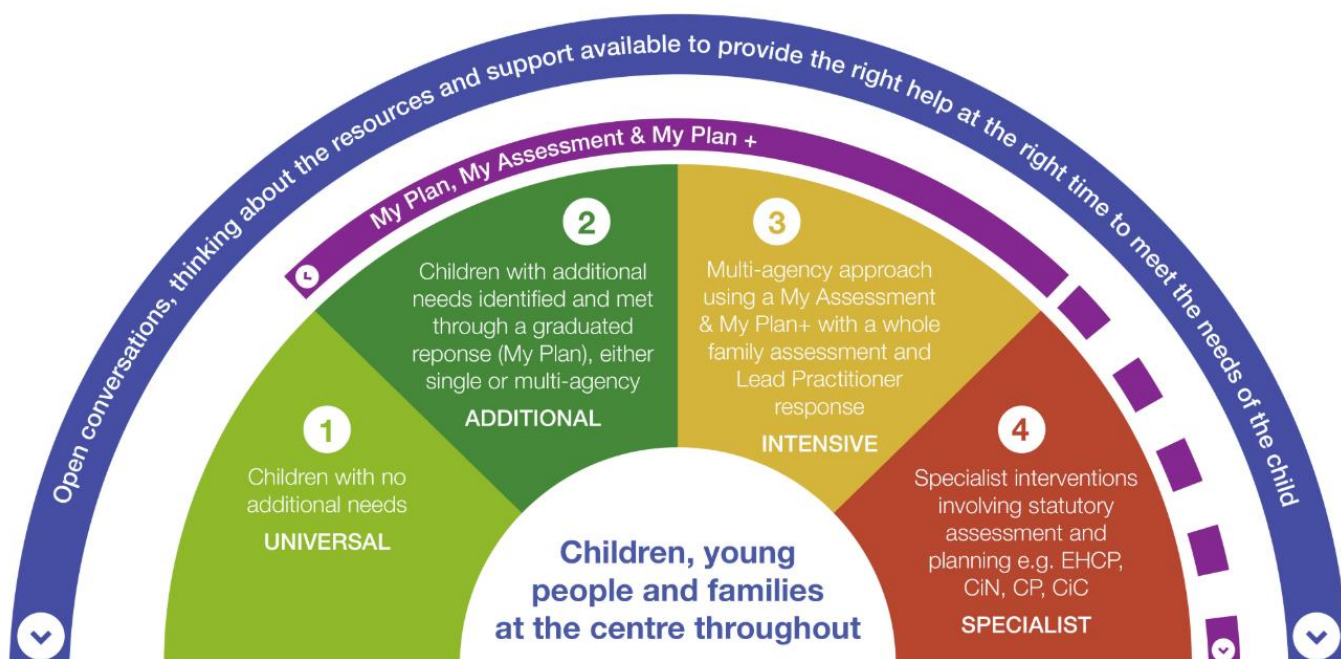 Open conversations, thinking about the resources and support available to provide the right help at the right time to meet the needs of the child
My Plan, My Assessment & My Plan +
1
Children with no
additional needs
UNIVERSAL
2
Children with additional
needs identified and met
through a graduated
reponse (My Plan), either
single or multi-agency
ADDITIONAL
3
Multi-agency approach
using a My Assessment
& My Plan+ with a whole
family assessment and
Lead Practitioner
response
INTENSIVE
4
Specialist interventions
involving statutory
assessment and
planning e.g. EHCP,
CiN, CP, CiC
SPECIALIST
Children, young
people and families
at the centre throughout